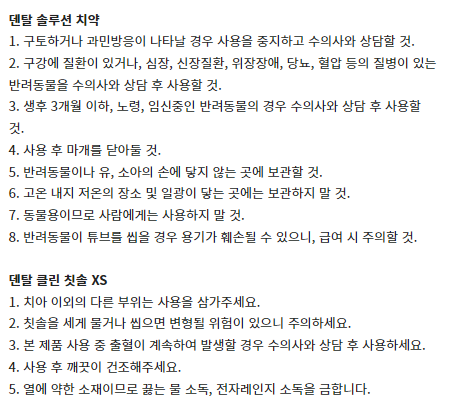 덴탈 솔루션 치약
1. 구토하거나 과민방응이 나타날 경우 사용을 중지하고 수의사와 상담할 것.
2. 구강에 질환이 있거나, 심장, 신장질환, 위장장애, 당뇨, 혈압 등의 질병이 있는
반려동물을 수의사와 상담 후 사용할 것.
3. 생후 3개월 이하, 노령, 임신중인 반려동물의 경우 수의사와 상담 후 사용할
것.
4. 사용 후 마개를 닫아둘 것.
5. 반려동물이나 유, 소아의 손에 닿지 않는 곳에 보관할 것.
6. 고온 내지 저온의 장소 및 일광이 닿는 곳에는 보관하지 말 것.
7. 동물용이므로 사람에게는 사용하지 말 것.
8. 반려동물이 튜브를 씹을 경우 용기가 훼손될 수 있으니, 급여 시 주의할 것.
덴탈 클린 칫솔 XS
1. 치아 이외의 다른 부위는 사용을 삼가주세요.
2. 칫솔을 세게 물거나 씹으면 변형될 위험이 있으니 주의하세요.
3. 본 제품 사용 중 출혈이 계속하여 발생할 경우 수의사와 상담 후 사용하세요.
4. 사용 후 깨끗이 건조해주세요.
5. 열에 약한 소재이므로 끓는 물 소독, 전자레인지 소독을 금합니다.